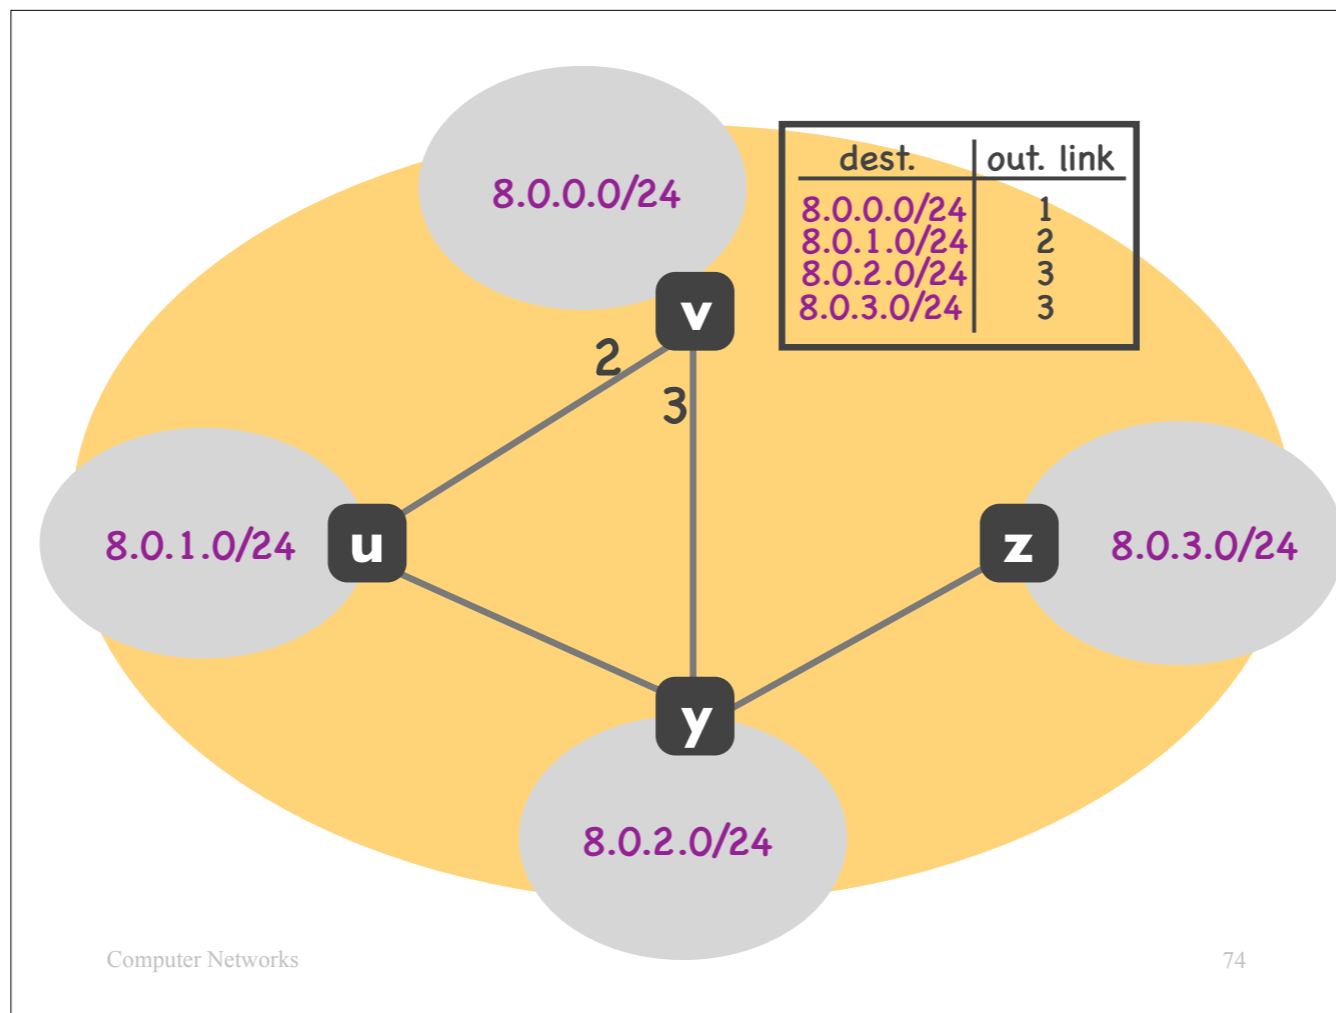 8.0.0.0/24
dest. out. link
8.0.0.0/24 1
8.0.1.0/24 2
8.0.2.0/24 3
8.0.3.0/24 3
v
2
3
8.0.1.0/24
u
z
8.0.3.0/24
y
8.0.2.0/24
Computer Networks
74